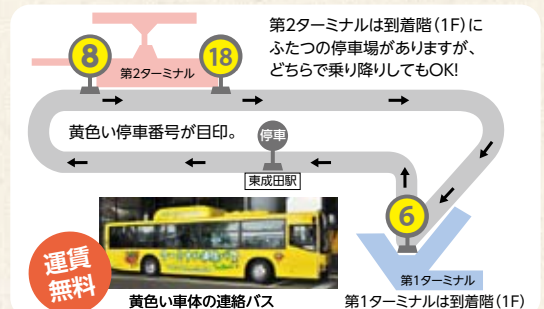 第2ターミナルは到着階(1F)に
ふたつの停車場がありますが、
どちらで乗り降りしてもOK!
8
18
第2ターミナル
黄色い停車番号が目印。
停車
東成田駅
6
運賃
無料
第1ターミナル
黄色い車体の連絡バス
第1ターミナルは到着階(1F)